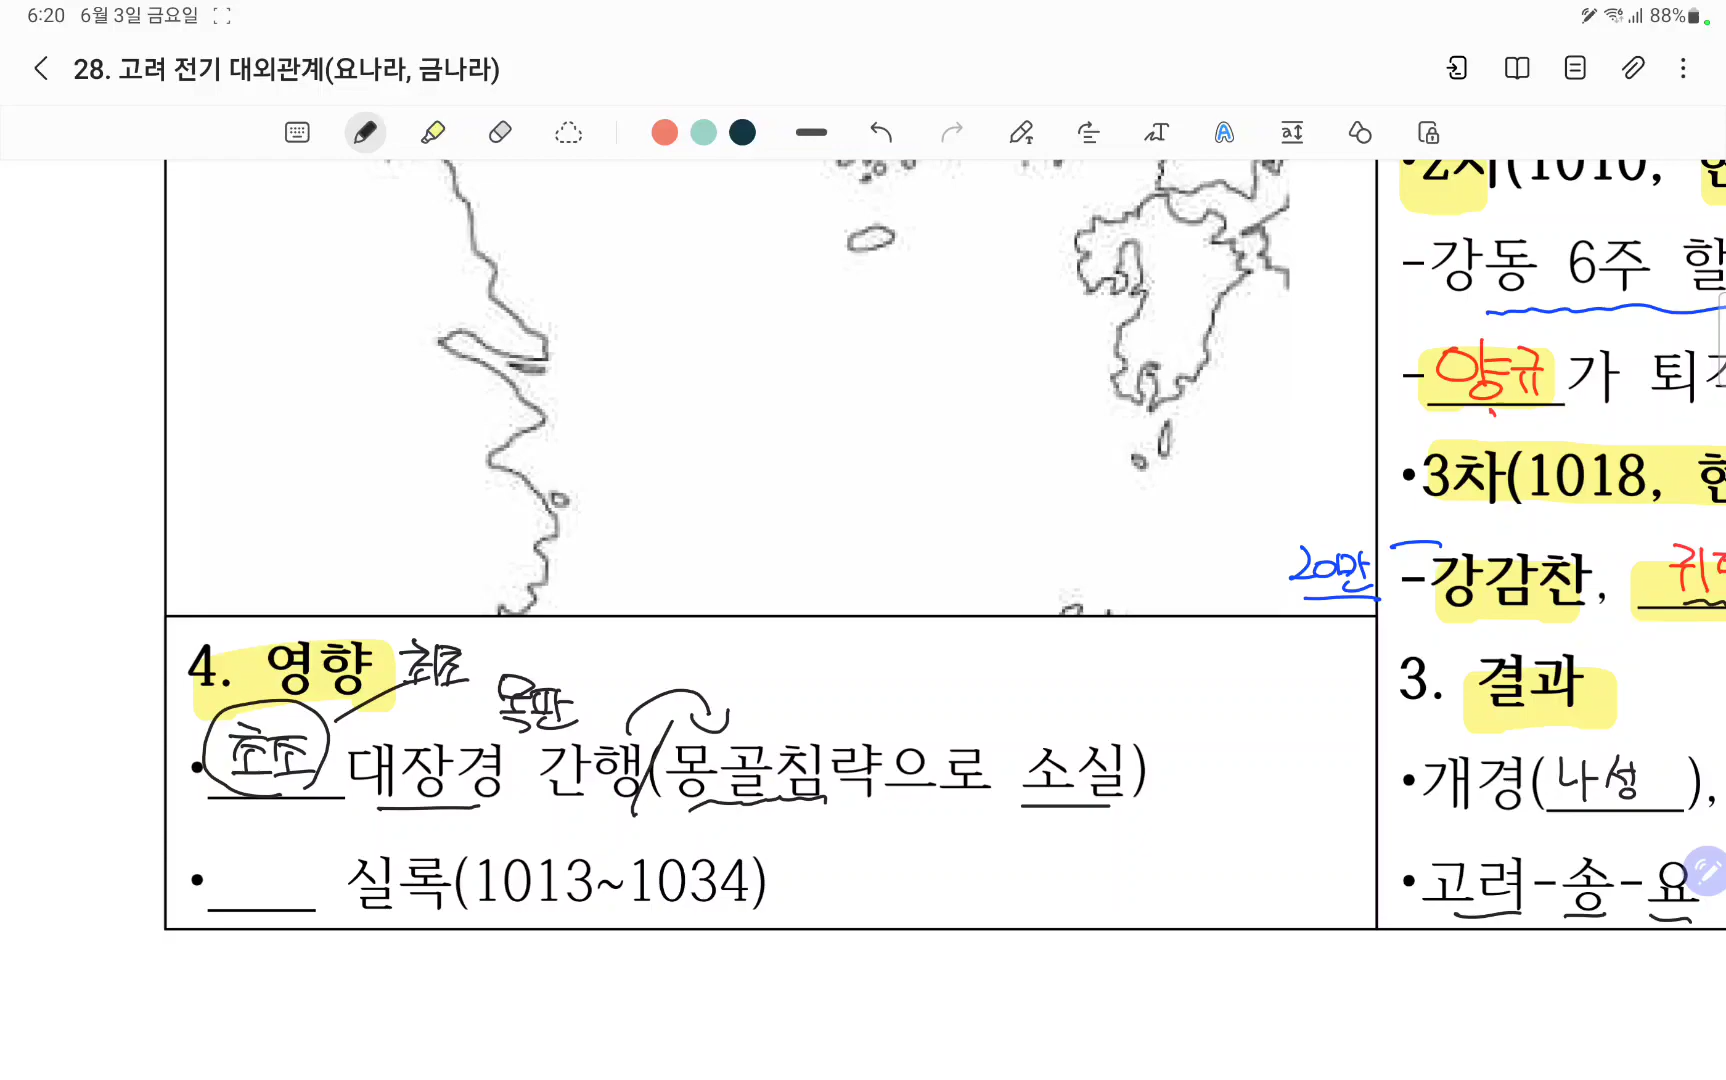 6:20 6월 3일 금요일
88%
28. 고려 전기 대외관계(요나라, 금나라)
•2차(1010,
-강동 6주 할
-양규가 퇴각
•3차(1018, 현
20만
-강감찬, 귀
4. 영향 최초
목판
•초조 대장경 간행(몽골침략으로 소실)
•____ 실록(1013~1034)
3. 결과
•개경(나성),
•고려-송-요